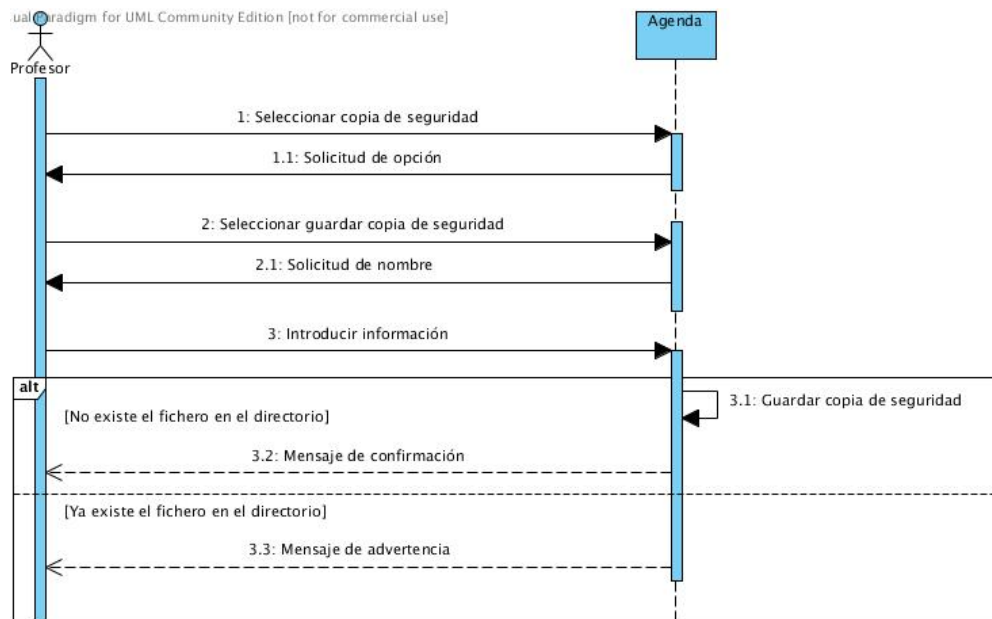 ual Paradigm for UML Community Edition [not for commercial use]
Agenda
Profesor
1: Seleccionar copia de seguridad
1.1: Solicitud de opción
2: Seleccionar guardar copia de seguridad
2.1: Solicitud de nombre
3: Introducir información
alt
3.1: Guardar copia de seguridad
[No existe el fichero en el directorio]
3.2: Mensaje de confirmación
[Ya existe el fichero en el directorio]
3.3: Mensaje de advertencia